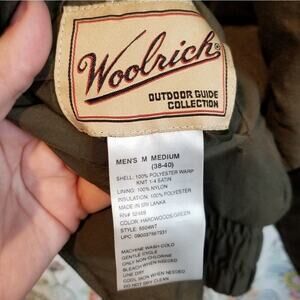 Woolrich
OUTDOOR GUIDE
COLLECTION
MEN'S M MEDIUM
(38-40)
SHELL: 100% POLYESTER WARP
KNIT 1-4 SATIN
LINING: 100% NYLON
INSULATION: 100% POLYESTER
MADE IN SRI LANKA
RN#
COLOR: HARDWOODS/GREEN
STYLE:
UPC:
MACHINE WASH-COLD
GENTLE CYCLE
ONLY NON CHLORINE
BLEACH WHEN NEEDED
LINE DRY
COOL IRON WHEN NEEDED
DO NOT DRY CLEAN